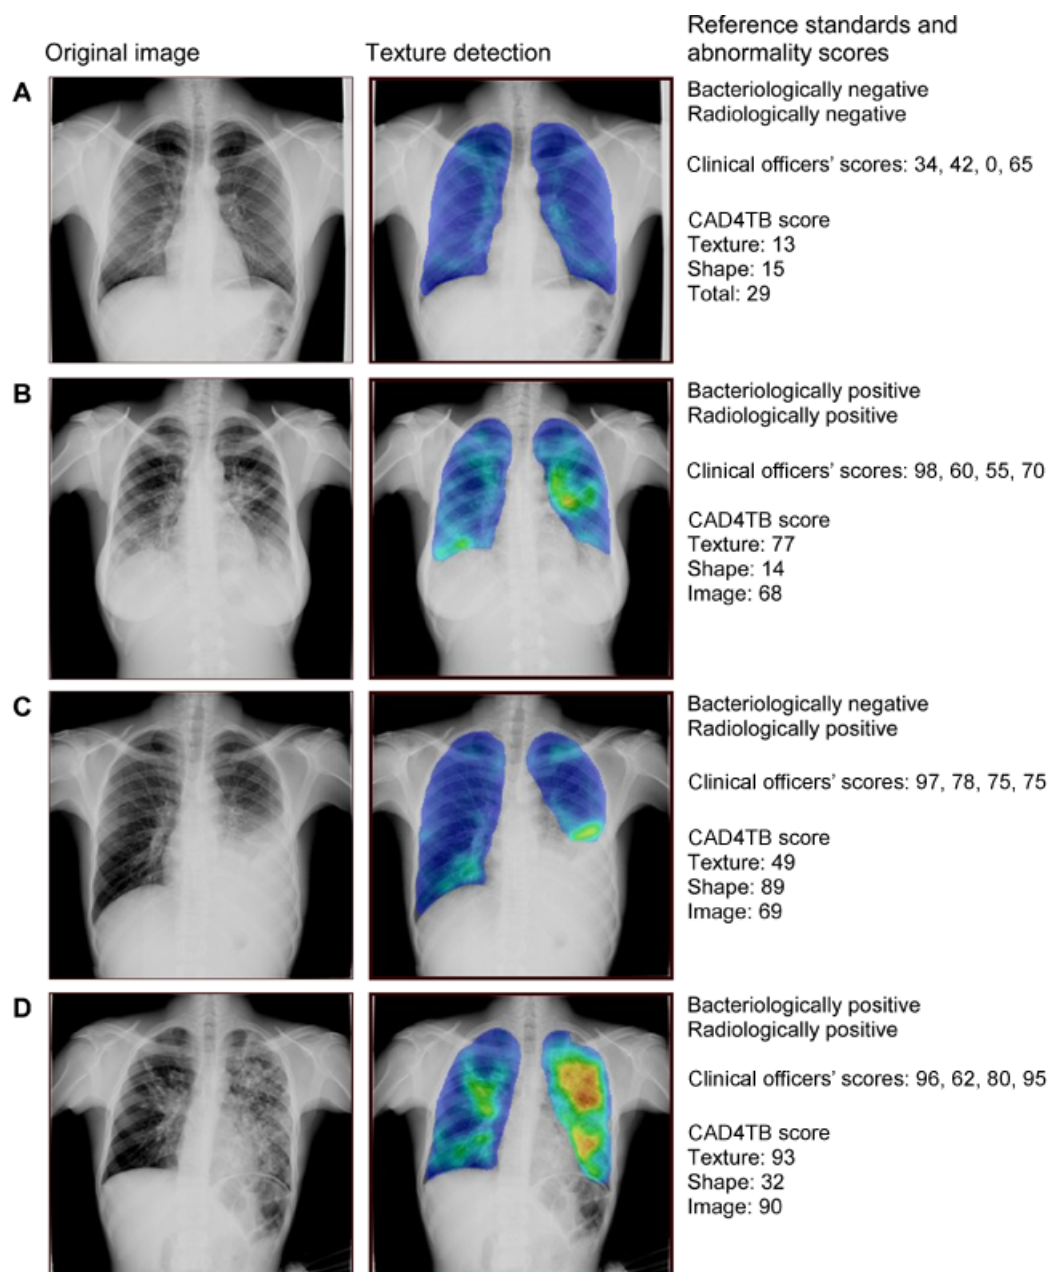 Original image
Texture detection
Reference standards and
abnormality scores
A
Bacteriologically negative
Radiologically negative
Clinical officers' scores: 34, 42, 0, 65
CAD4TB score
Texture: 13
Shape: 15
Total: 29
B
Bacteriologically positive
Radiologically positive
Clinical officers' scores: 98, 60, 55, 70
CAD4TB score
Texture: 77
Shape: 14
Image: 68
C
Bacteriologically negative
Radiologically positive
Clinical officers' scores: 97, 78, 75, 75
CAD4TB score
Texture: 49
Shape: 89
Image: 69
D
Bacteriologically positive
Radiologically positive
Clinical officers' scores: 96, 62, 80, 95
CAD4TB score
Texture: 93
Shape: 32
Image: 90